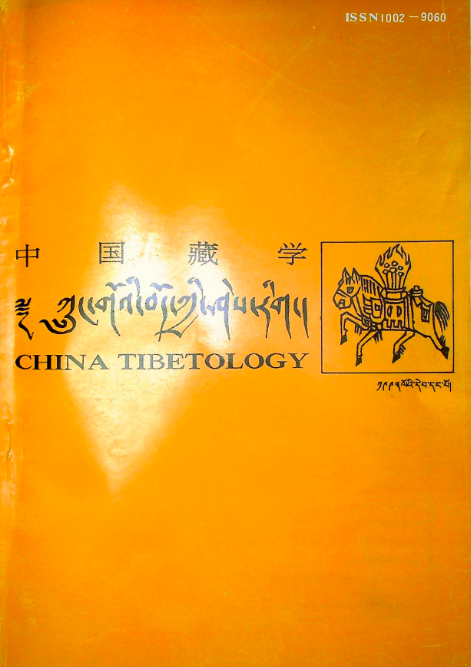 ISSN1002-9060
中国藏学
ཀྲུང་གོའི་བོད་ཀྱི་ཤེས་རིག།
CHINA TIBETOLOGY